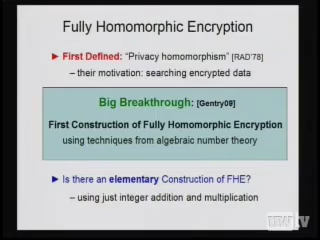 Fully Homomorphic Encryption
► First Defined: "Privacy homomorphism" [RAD'78]
– their motivation: searching encrypted data
Big Breakthrough: [Gentry09]
First Construction of Fully Homomorphic Encryption
using techniques from algebraic number theory
► Is there an elementary Construction of FHE?
– using just integer addition and multiplication
UWtv